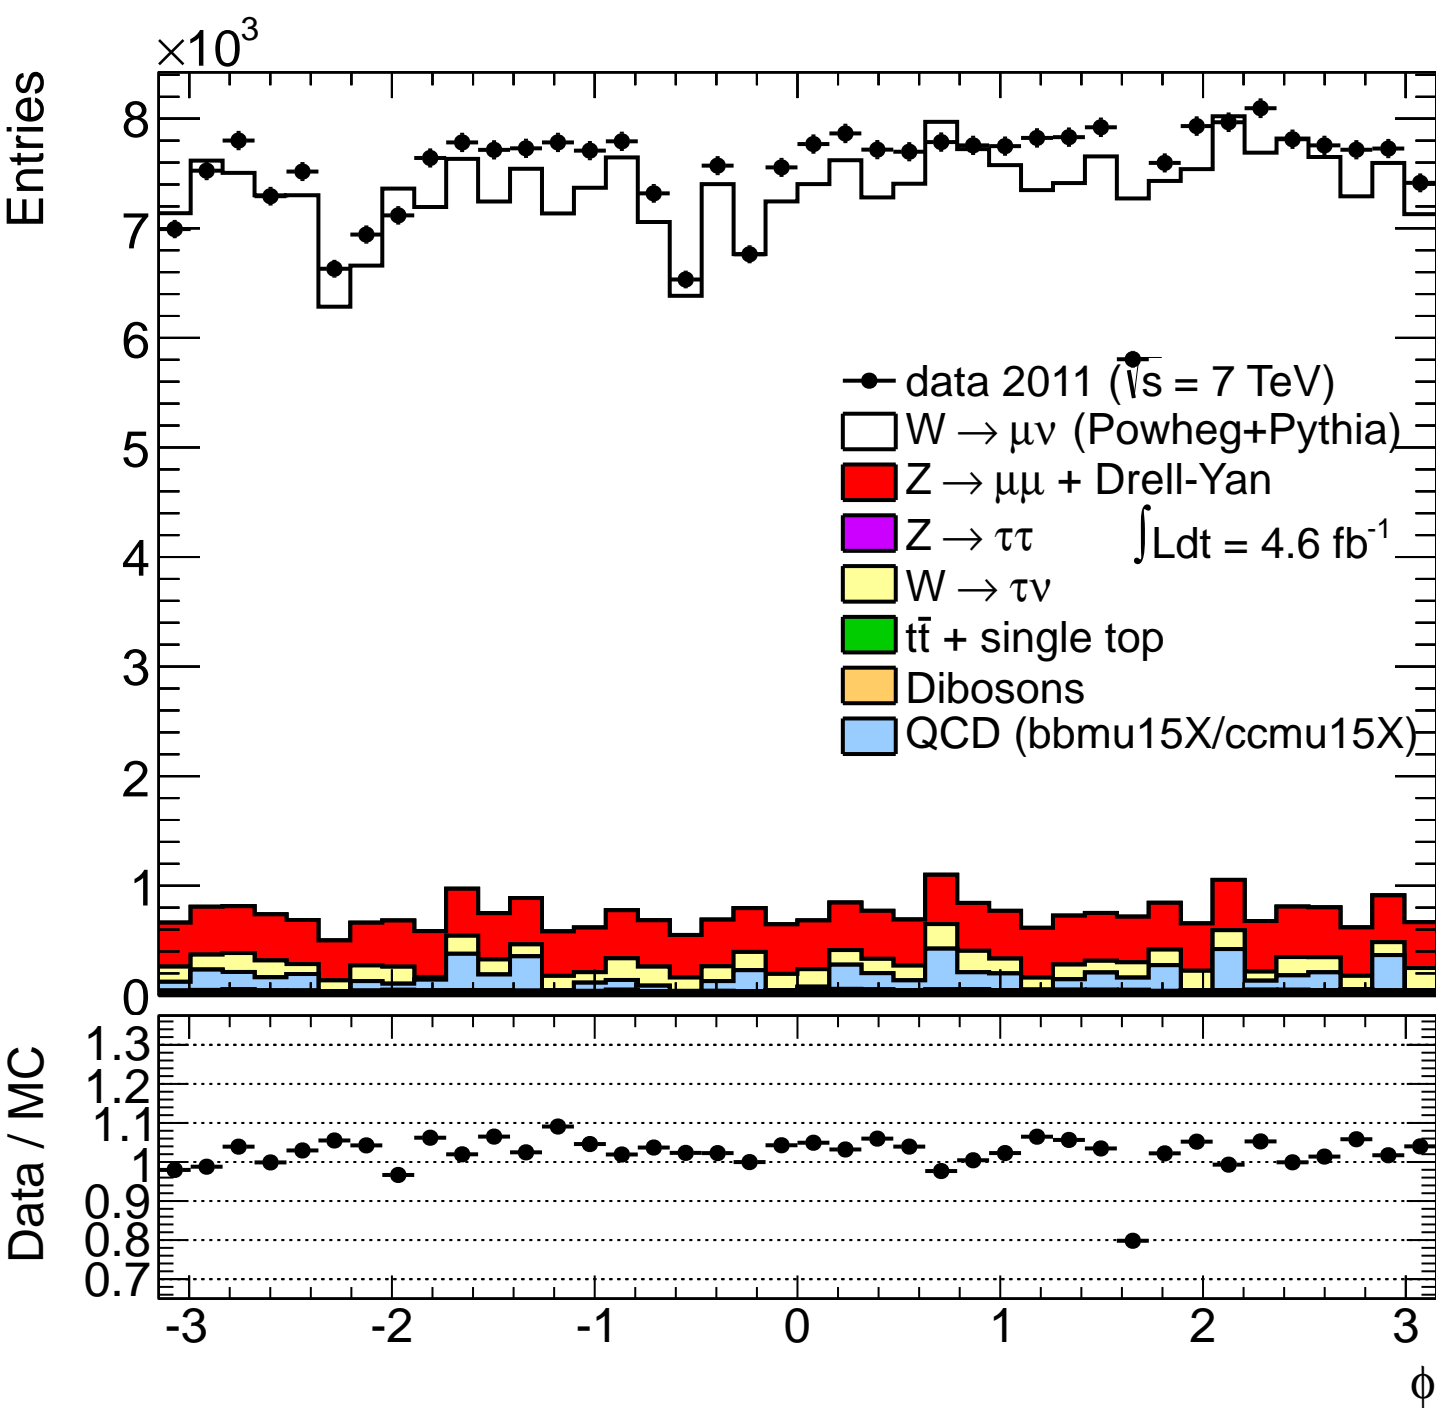 ×10³
Entries
8
7
6
5
4
3
2
1
0
data 2011 (√s = 7 TeV)
W → μν (Powheg+Pythia)
Z → μμ + Drell-Yan
Z → ττ
∫Ldt = 4.6 fb⁻¹
W → τν
tt̄ + single top
Dibosons
QCD (bbmu15X/ccmu15X)
Data / MC
1.3
1.2
1.1
1
0.9
0.8
0.7
-3 -2 -1 0 1 2 3
ϕ